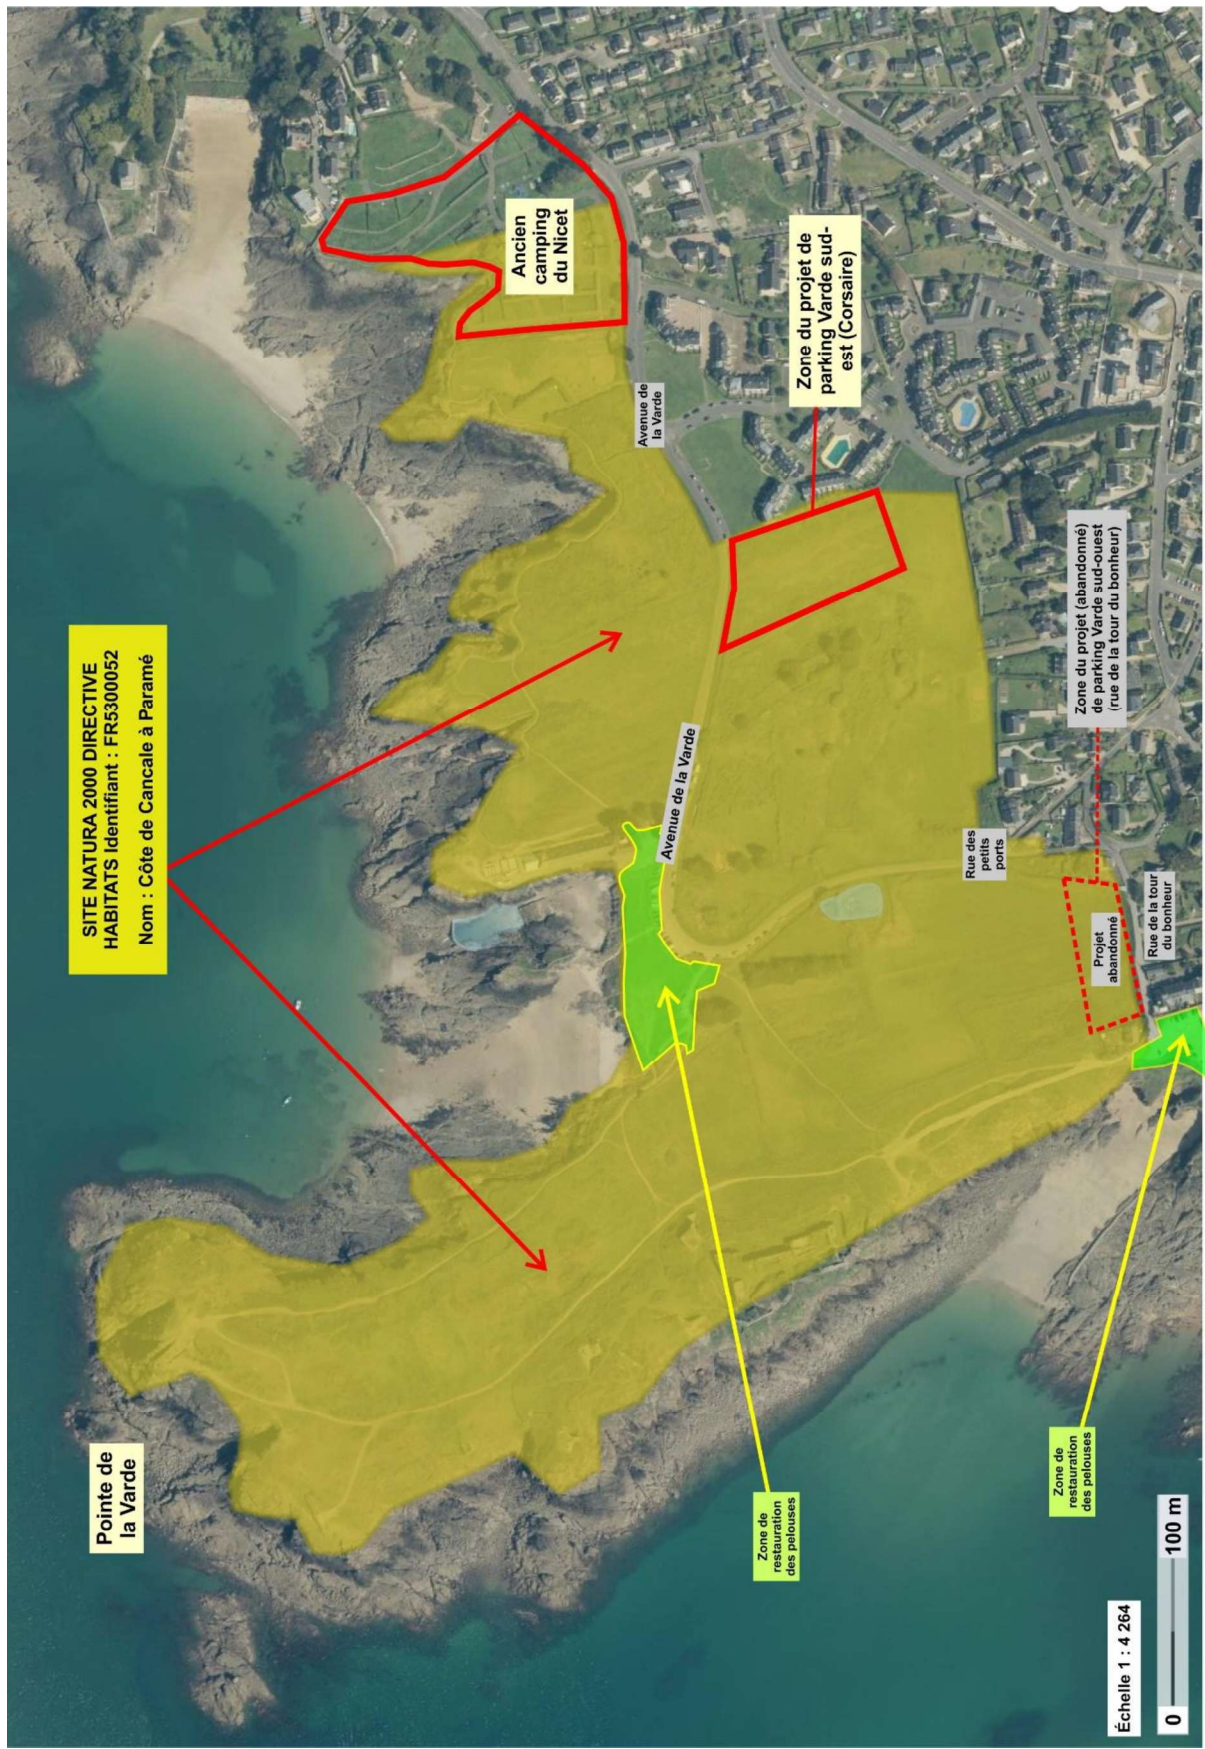 SITE NATURA 2000 DIRECTIVE
HABITATS Identifiant : FR5300052
Nom : Côte de Cancale à Paramé
Pointe de
la Varde
Ancien
camping
du Nicet
Avenue de
la Varde
Zone du projet de
parking Varde sud-
est (Corsaire)
Avenue de la Varde
Rue des
petits
ports
Zone du projet (abandonné)
de parking Varde sud-ouest
(rue de la tour du bonheur)
Projet
abandonné
Rue de la tour
du bonheur
Zone de
restauration
des pelouses
Zone de
restauration
des pelouses
Échelle 1 : 4 264
0 100 m